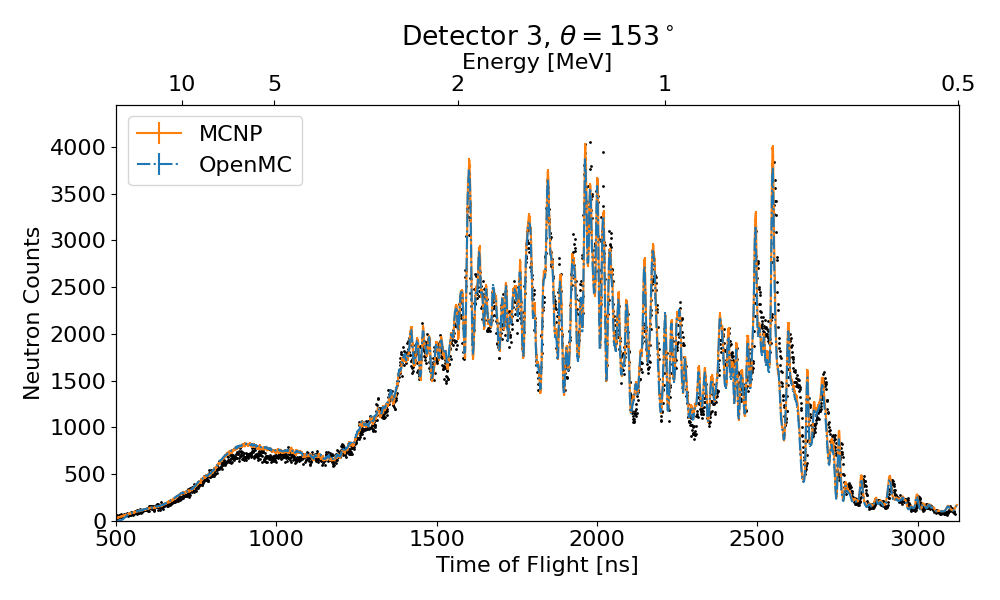 Detector 3, θ = 153°
Energy [MeV]
10 5 2 1 0.5
MCNP
OpenMC
4000
3500
3000
2500
2000
1500
1000
500
0
Neutron Counts
500 1000 1500 2000 2500 3000
Time of Flight [ns]